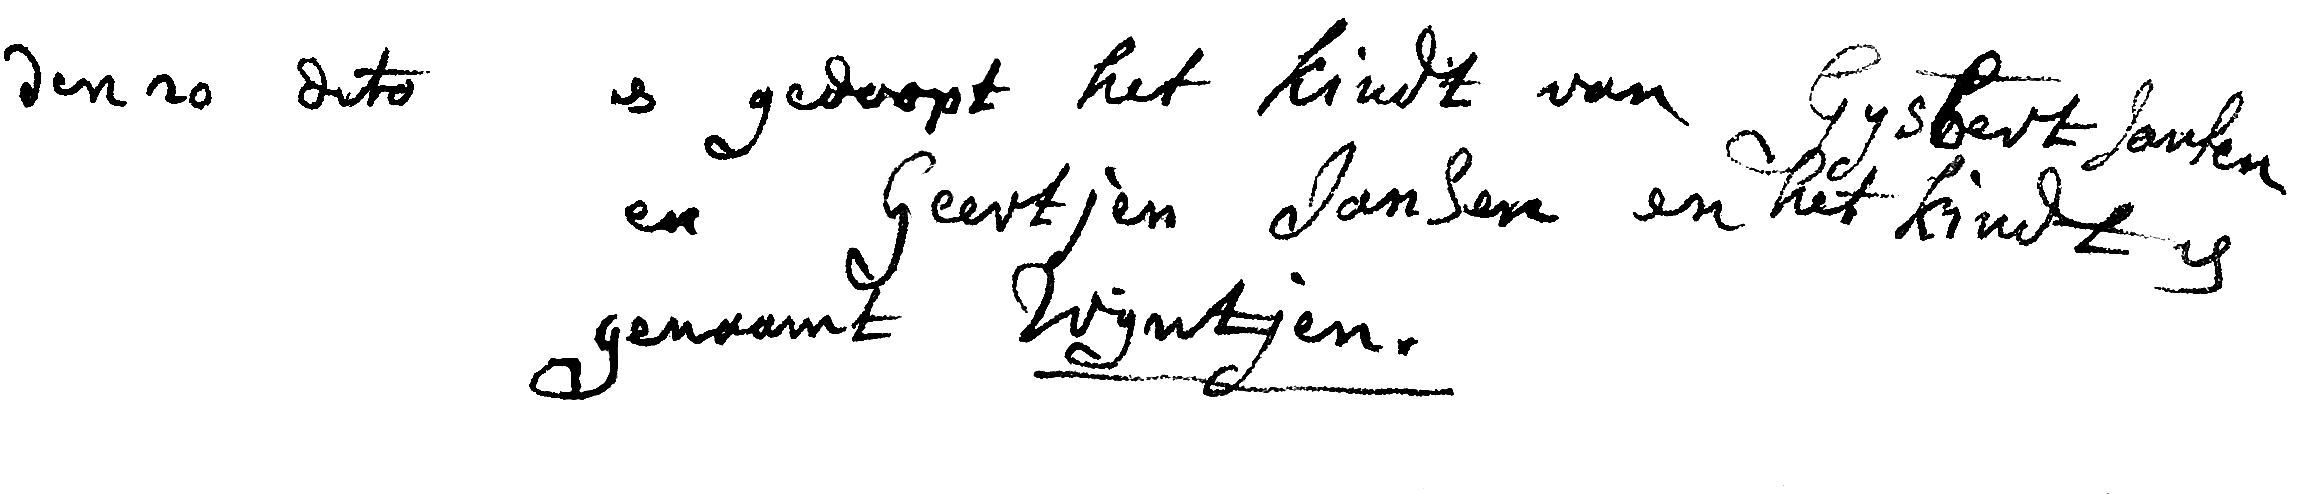 den 20 dito is gedoopt het kindt van Gysbert Jansen
en Geertjen Jansen en het kindt is
genaamt Wijntjen.